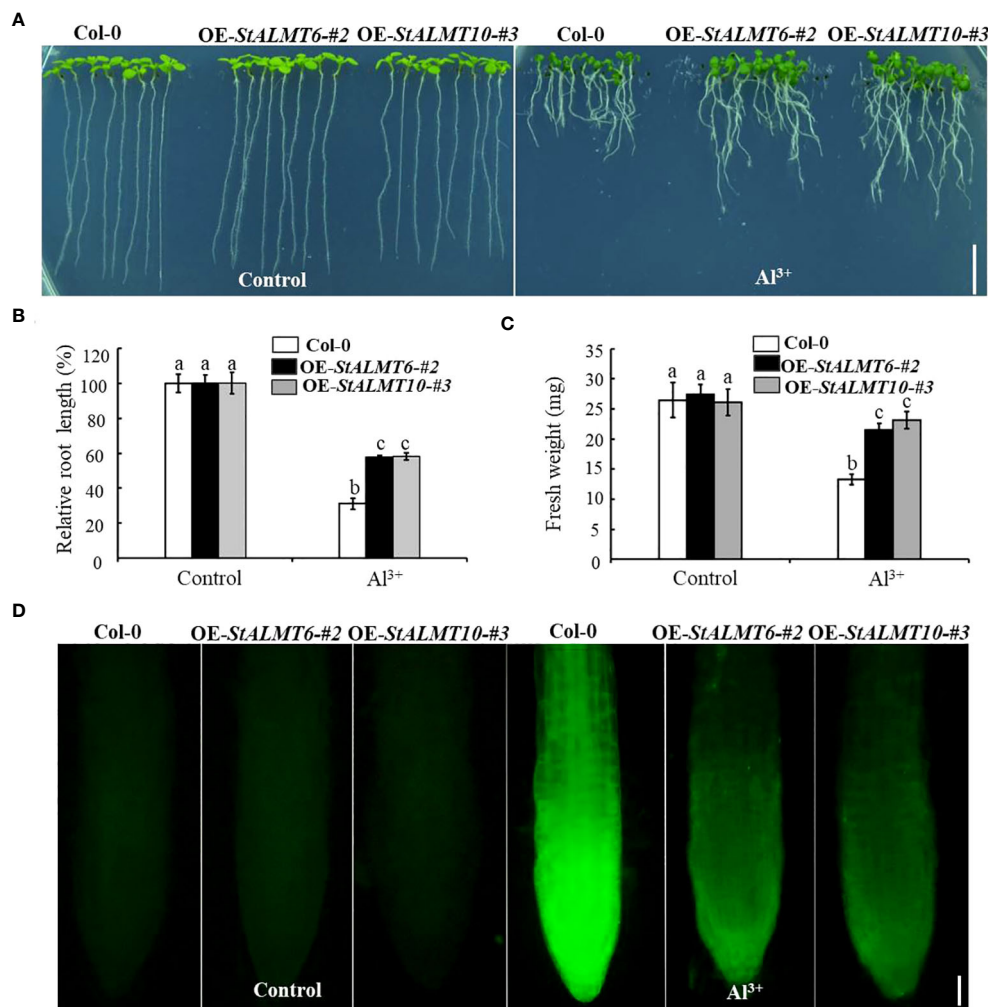 A
Col-0 OE-StALMT6-#2 OE-StALMT10-#3 Col-0 OE-StALMT6-#2 OE-StALMT10-#3
Control Al³⁺
B
Relative root length (%)
120
100
80
60
40
20
0
a a a
b c c
Control Al³⁺
Col-0
OE-StALMT6-#2
OE-StALMT10-#3
C
Fresh weight (mg)
35
30
25
20
15
10
5
0
a a a
b c c
Control Al³⁺
Col-0
OE-StALMT6-#2
OE-StALMT10-#3
D
Col-0 OE-StALMT6-#2 OE-StALMT10-#3 Col-0 OE-StALMT6-#2 OE-StALMT10-#3
Control Al³⁺